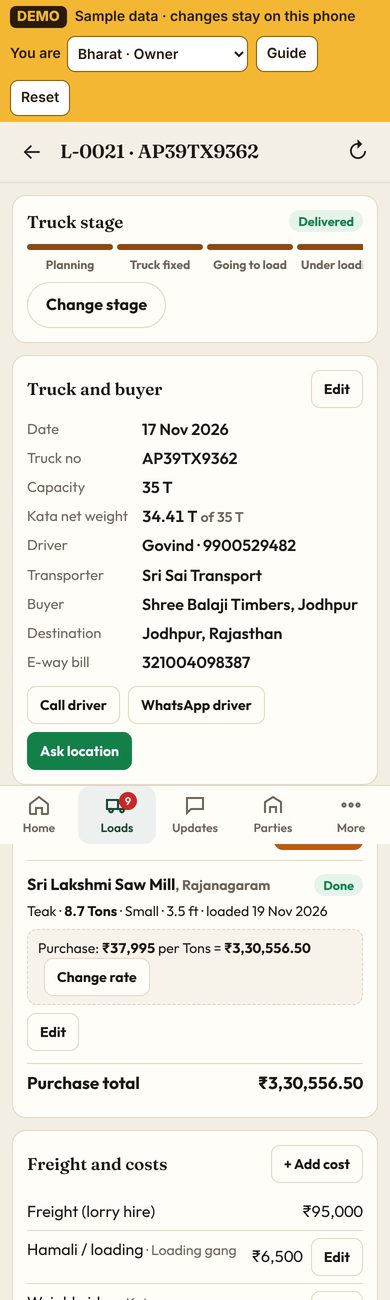 DEMO Sample data · changes stay on this phone
You are Bharat · Owner Guide
Reset
L-0021 · AP39TX9362
Truck stage Delivered
Planning Truck fixed Going to load Under load
Change stage
Truck and buyer Edit
Date 17 Nov 2026
Truck no AP39TX9362
Capacity 35 T
Kata net weight 34.41 T of 35 T
Driver Govind · 9900529482
Transporter Sri Sai Transport
Buyer Shree Balaji Timbers, Jodhpur
Destination Jodhpur, Rajasthan
E-way bill 321004098387
Call driver WhatsApp driver
Ask location
9
Home Loads Updates Parties More
Sri Lakshmi Saw Mill, Rajanagaram Done
Teak · 8.7 Tons · Small · 3.5 ft · loaded 19 Nov 2026
Purchase: ₹37,995 per Tons = ₹3,30,556.50
Change rate
Edit
Purchase total ₹3,30,556.50
Freight and costs + Add cost
Freight (lorry hire) ₹95,000
Hamali / loading · Loading gang ₹6,500 Edit